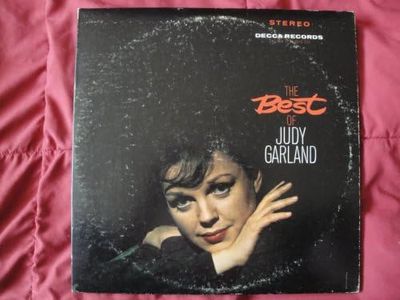 STEREO
DECCA RECORDS
THE
Best
OF
JUDY
GARLAND